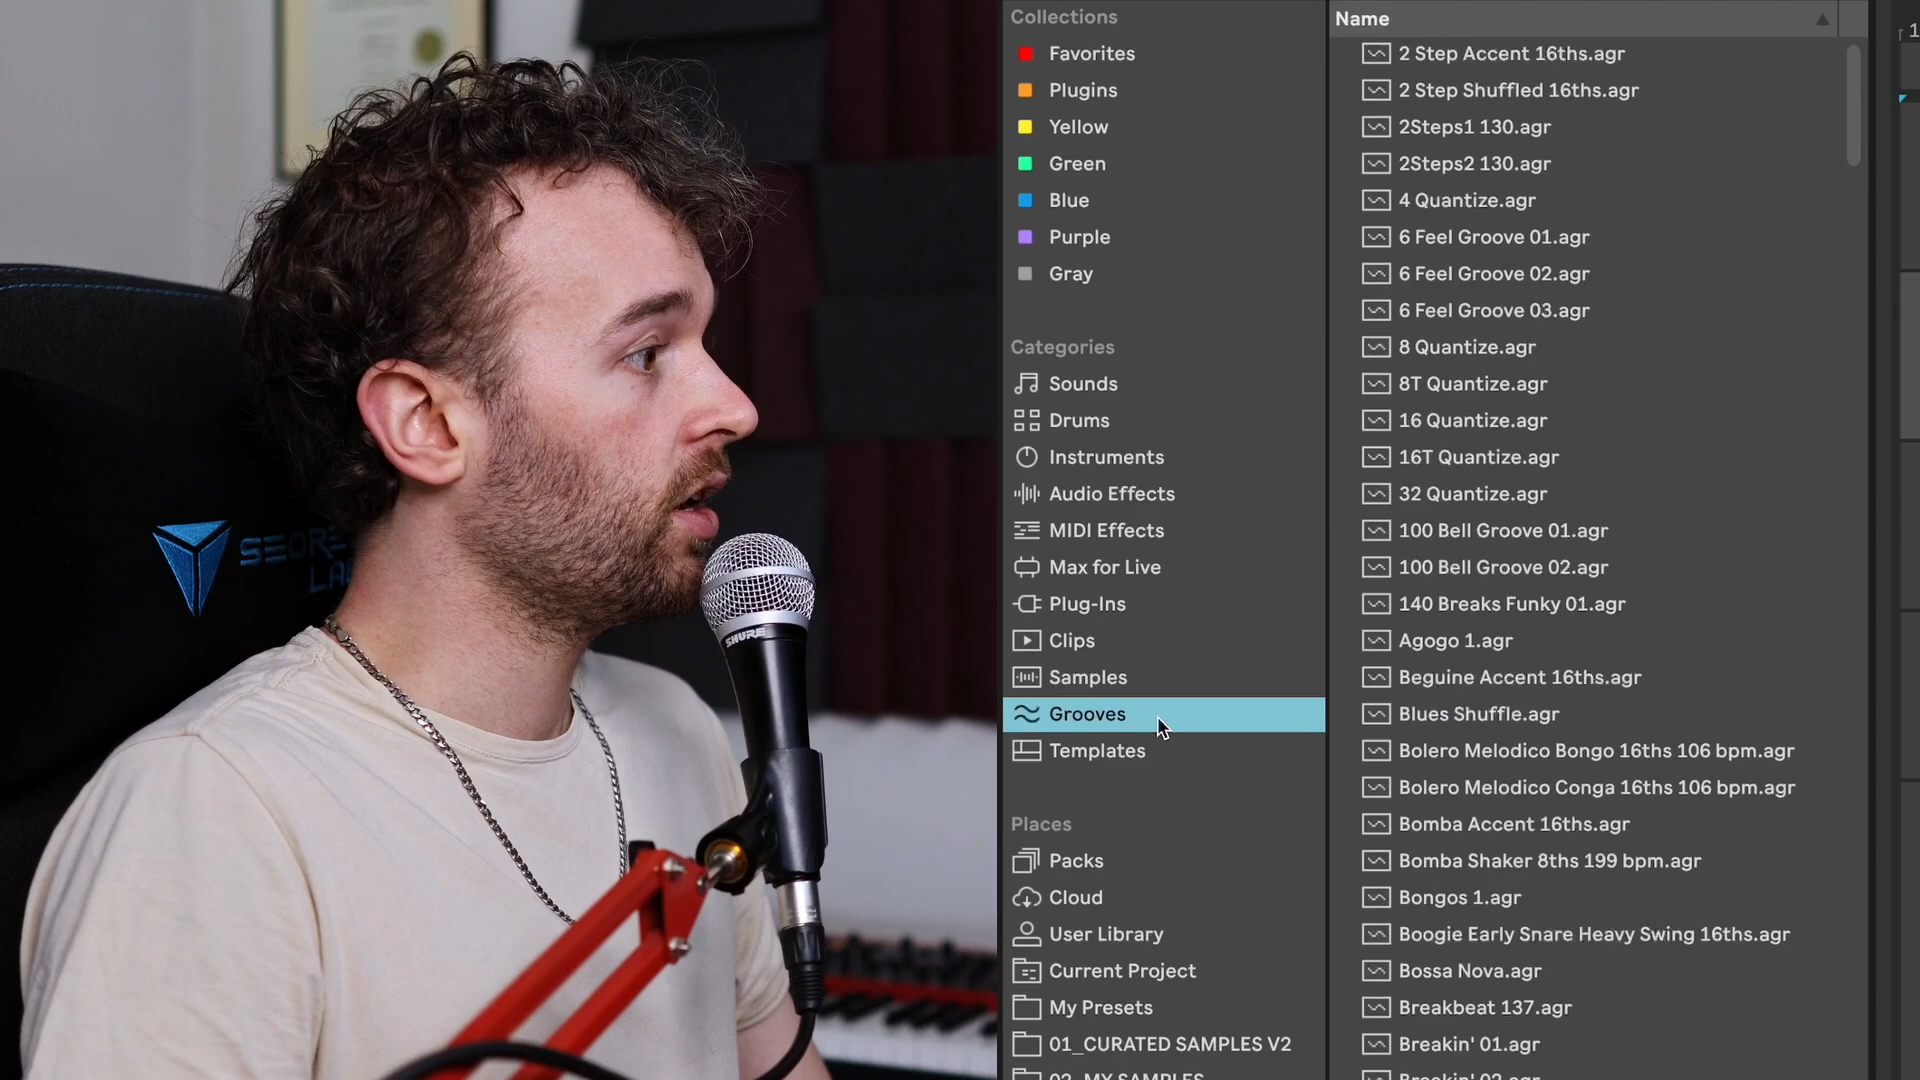 SHURE
Collections
Favorites
Plugins
Yellow
Green
Blue
Purple
Gray
Categories
Sounds
Drums
Instruments
Audio Effects
MIDI Effects
Max for Live
Plug-Ins
Clips
Samples
Grooves
Templates
Places
Packs
Cloud
User Library
Current Project
My Presets
01_CURATED SAMPLES V2
Name
2 Step Accent 16ths.agr
2 Step Shuffled 16ths.agr
2Steps1 130.agr
2Steps2 130.agr
4 Quantize.agr
6 Feel Groove 01.agr
6 Feel Groove 02.agr
6 Feel Groove 03.agr
8 Quantize.agr
8T Quantize.agr
16 Quantize.agr
16T Quantize.agr
32 Quantize.agr
100 Bell Groove 01.agr
100 Bell Groove 02.agr
140 Breaks Funky 01.agr
Agogo 1.agr
Beguine Accent 16ths.agr
Blues Shuffle.agr
Bolero Melodico Bongo 16ths 106 bpm.agr
Bolero Melodico Conga 16ths 106 bpm.agr
Bomba Accent 16ths.agr
Bomba Shaker 8ths 199 bpm.agr
Bongos 1.agr
Boogie Early Snare Heavy Swing 16ths.agr
Bossa Nova.agr
Breakbeat 137.agr
Breakin' 01.agr
1